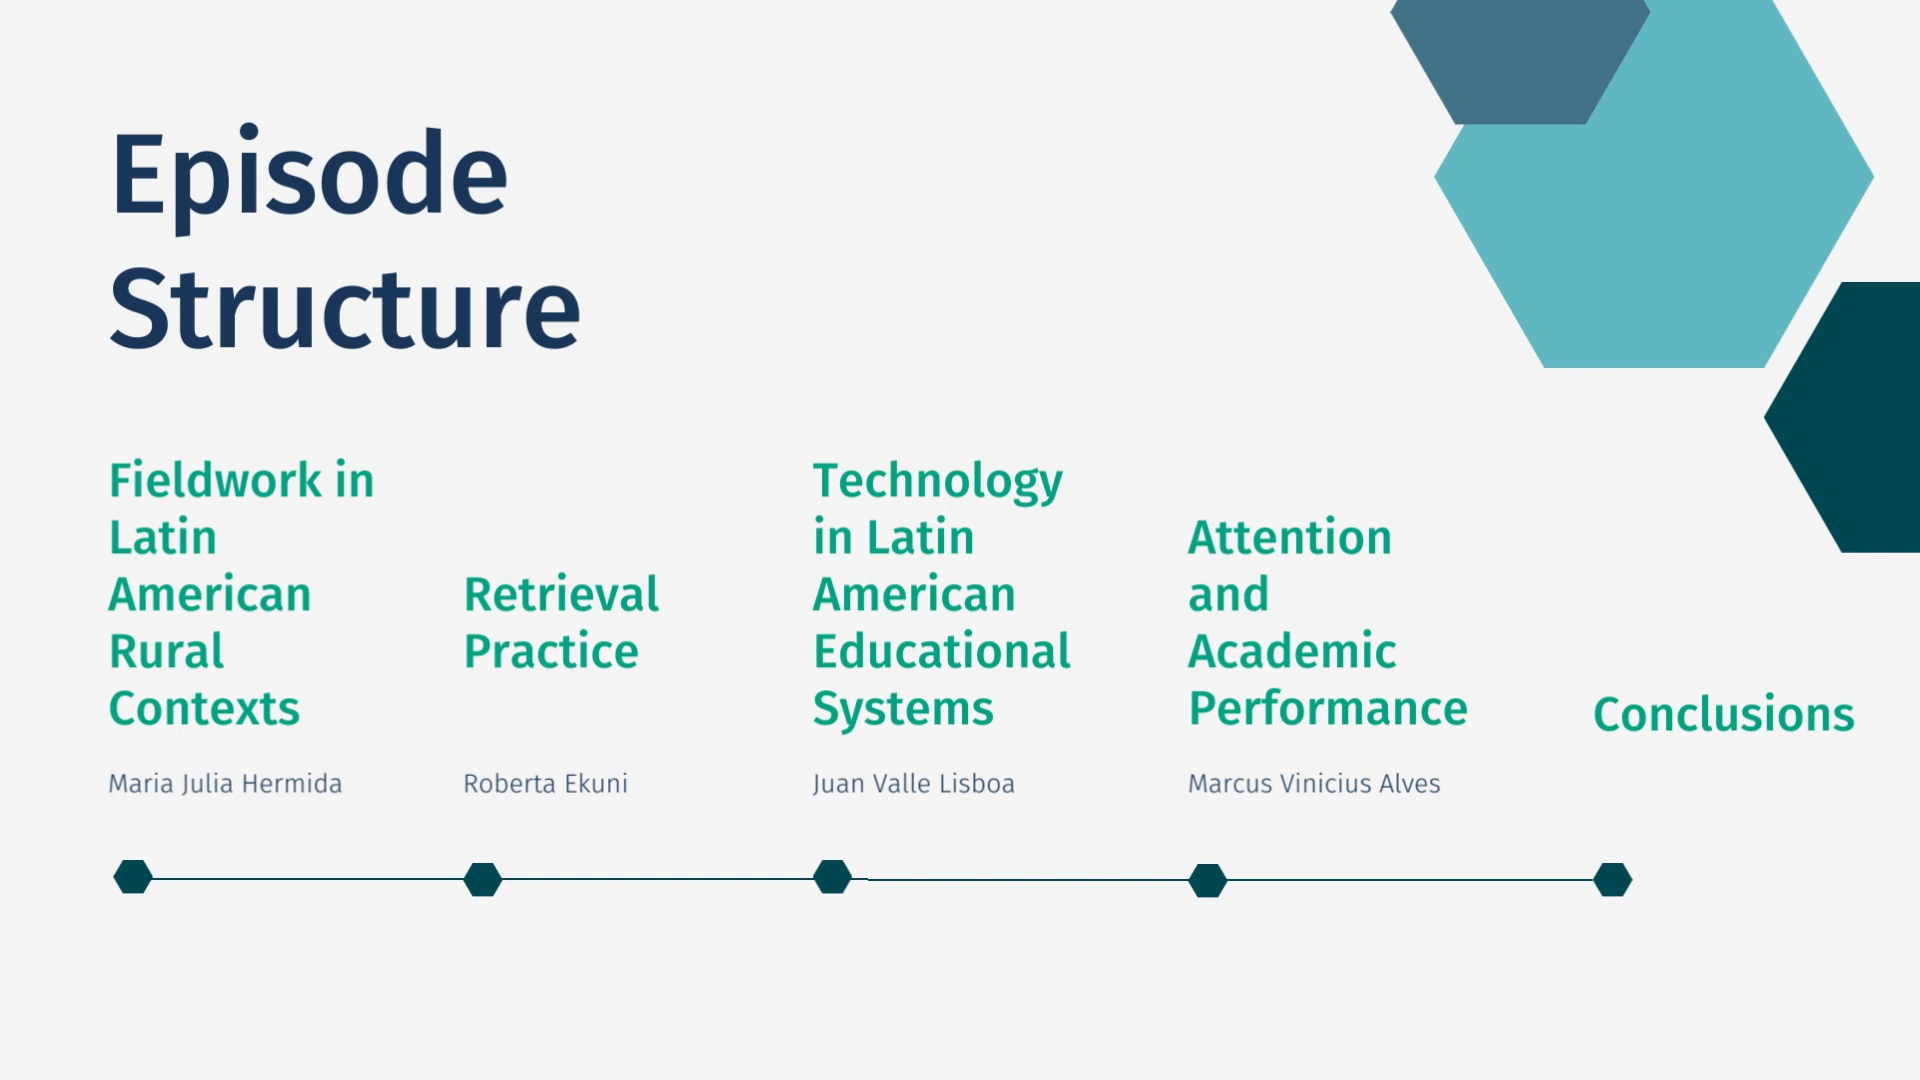 Episode
Structure
Fieldwork in
Latin
American
Rural
Contexts
Maria Julia Hermida
Retrieval
Practice
Roberta Ekuni
Technology
in Latin
American
Educational
Systems
Juan Valle Lisboa
Attention
and
Academic
Performance
Marcus Vinicius Alves
Conclusions